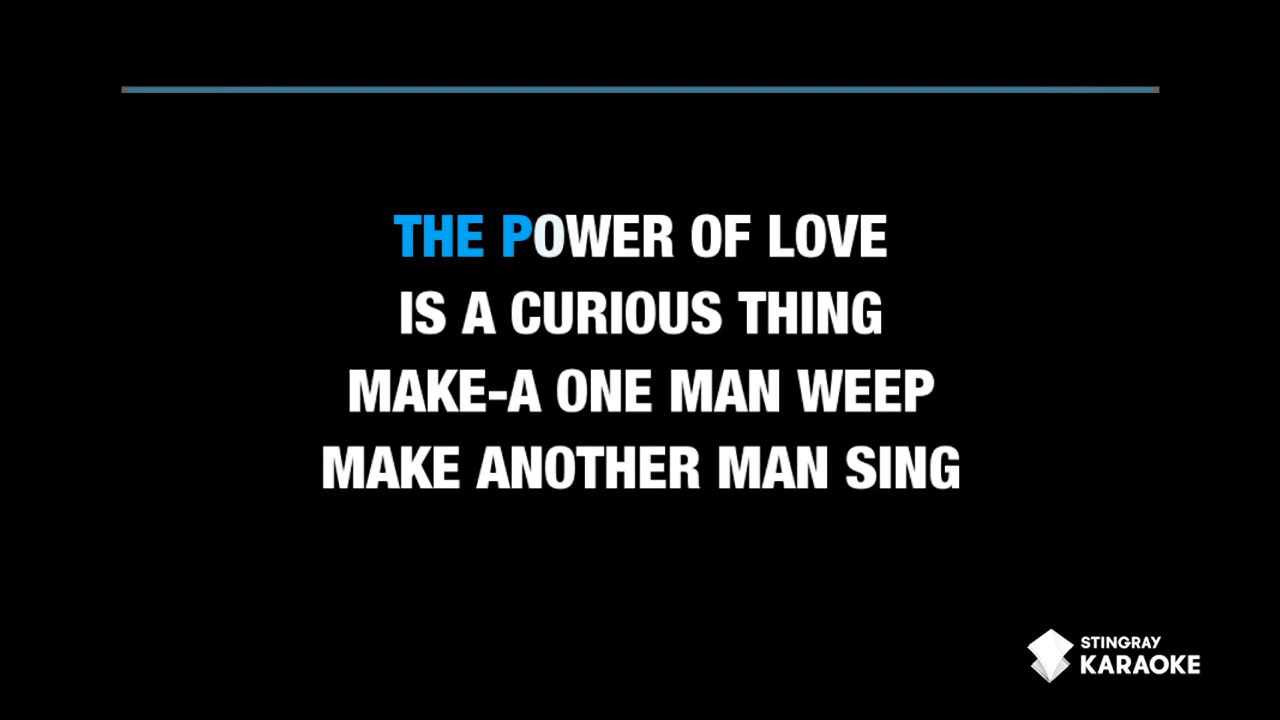 THE POWER OF LOVE
IS A CURIOUS THING
MAKE-A ONE MAN WEEP
MAKE ANOTHER MAN SING
STINGRAY
KARAOKE